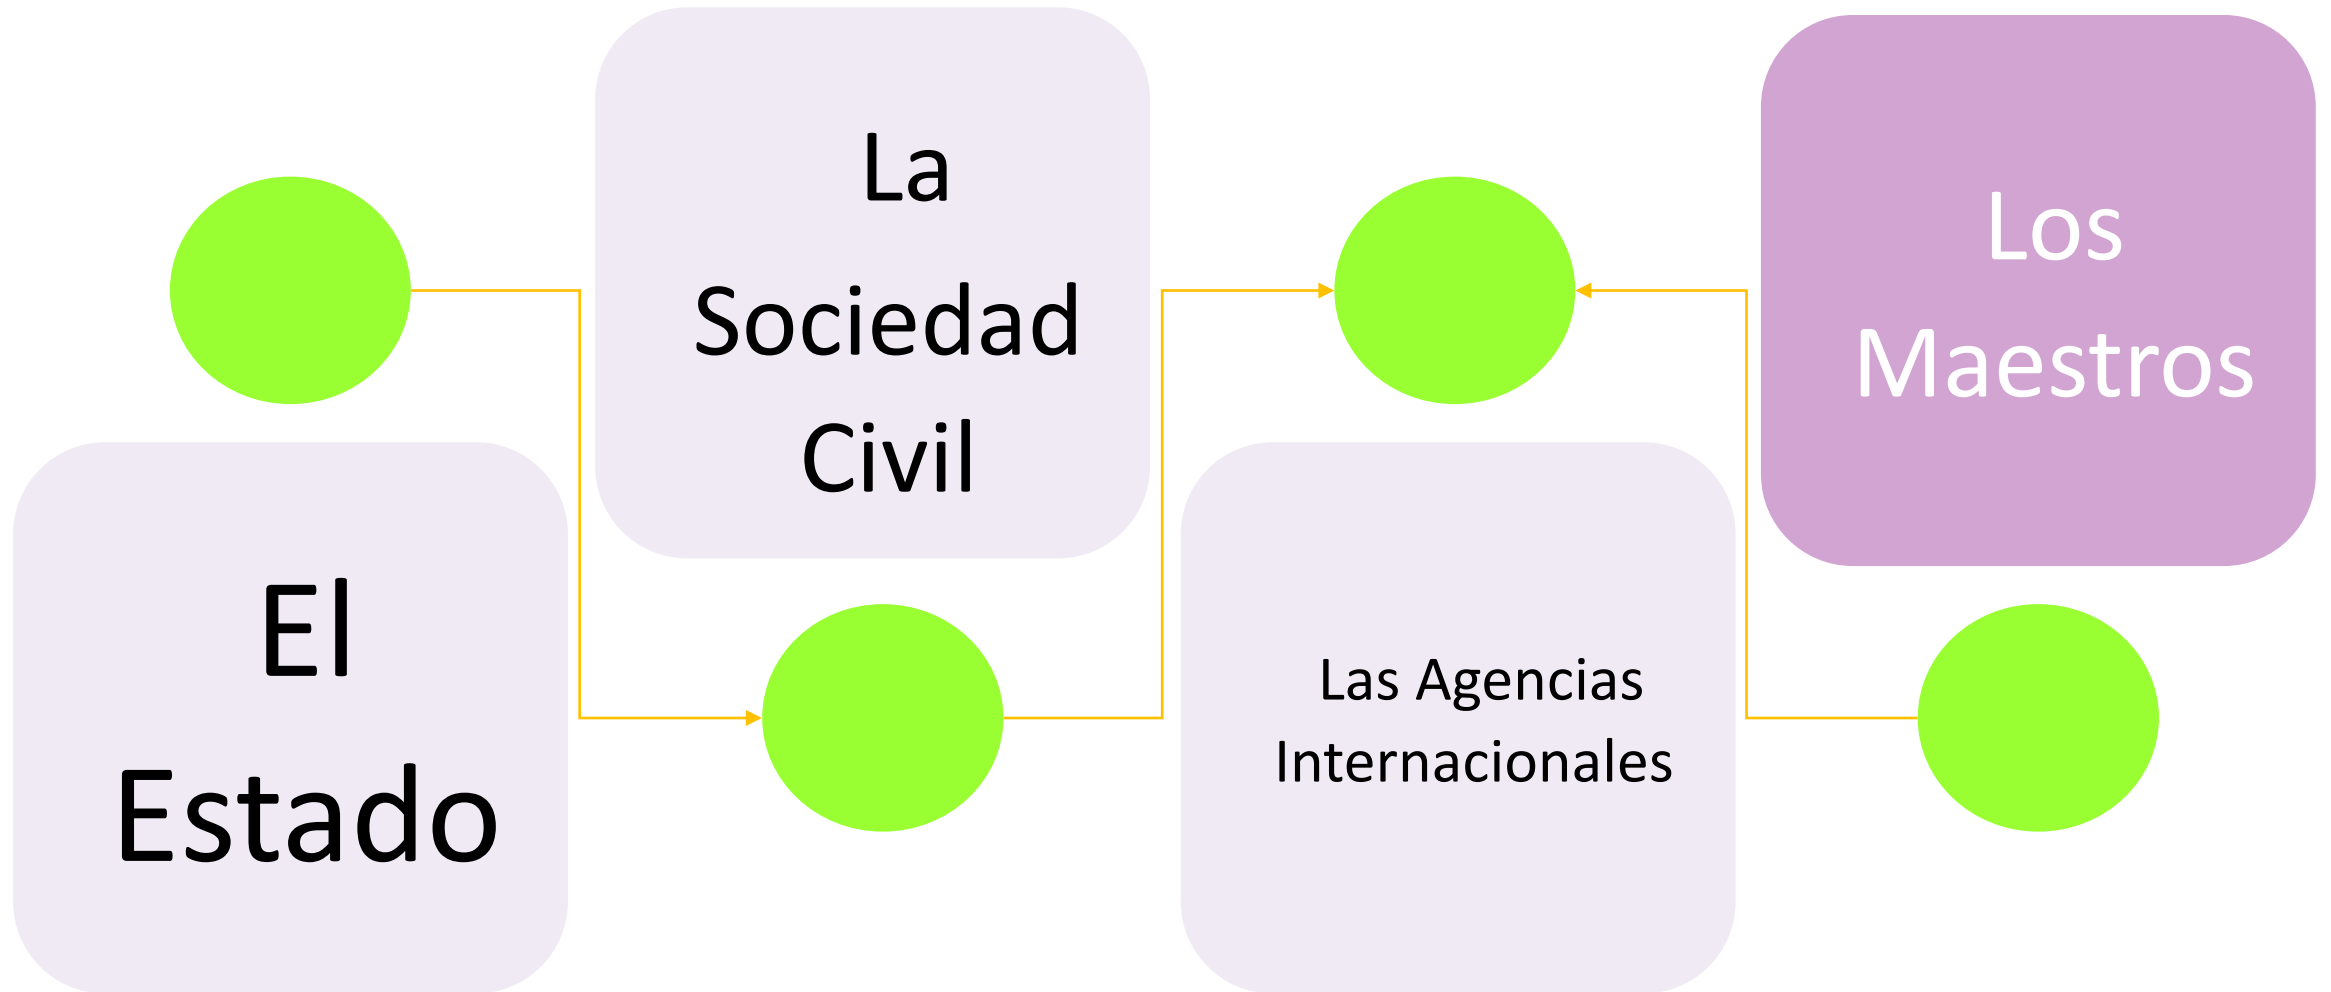 El
Estado
La
Sociedad
Civil
Las Agencias
Internacionales
Los
Maestros